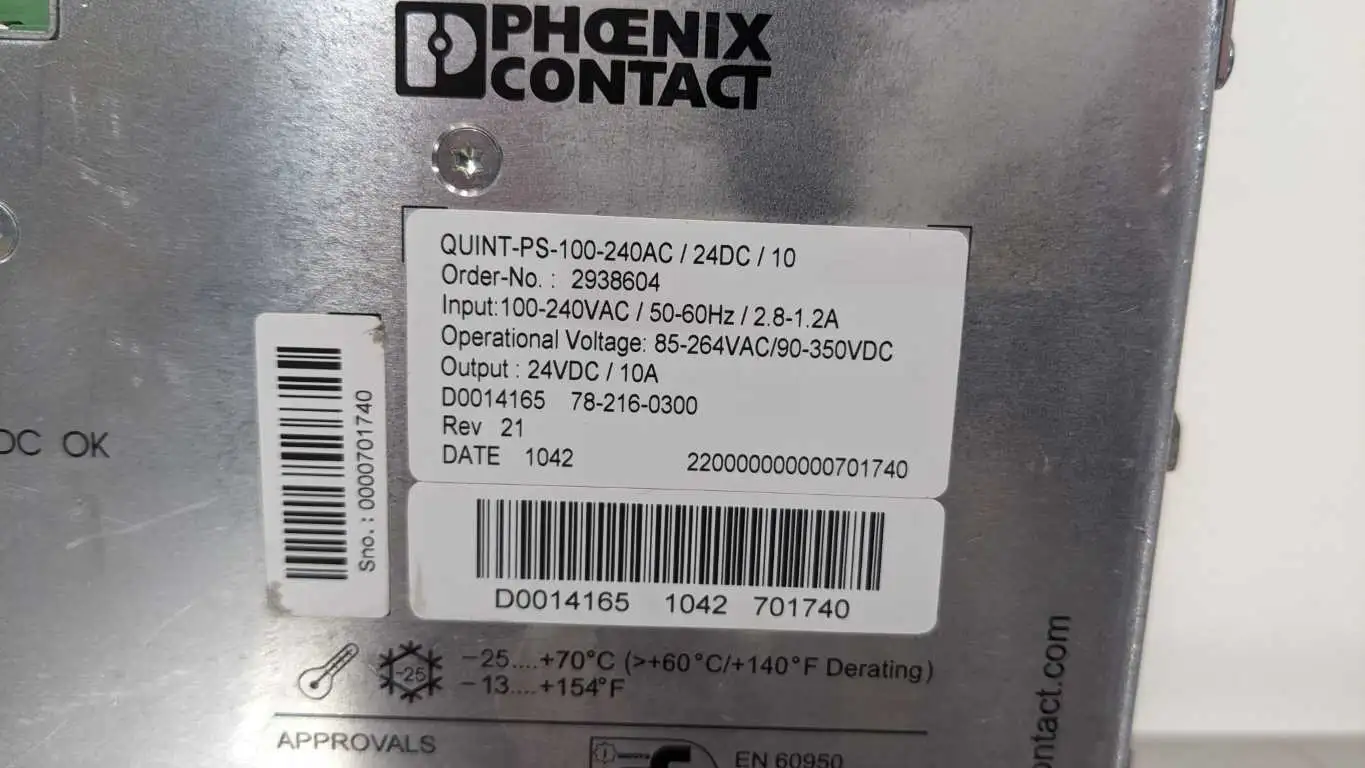 PHŒNIX
CONTACT
QUINT-PS-100-240AC / 24DC / 10
Order-No. : 2938604
Input:100-240VAC / 50-60Hz / 2.8-1.2A
Operational Voltage: 85-264VAC/90-350VDC
Output : 24VDC / 10A
D0014165 78-216-0300
Rev 21
DATE 1042 220000000000701740
Sno.: 0000701740
DC OK
D0014165 1042 701740
-25
-25....+70°C (>+60°C/+140°F Derating)
-13....+154°F
APPROVALS
EN 60950
ontact.com